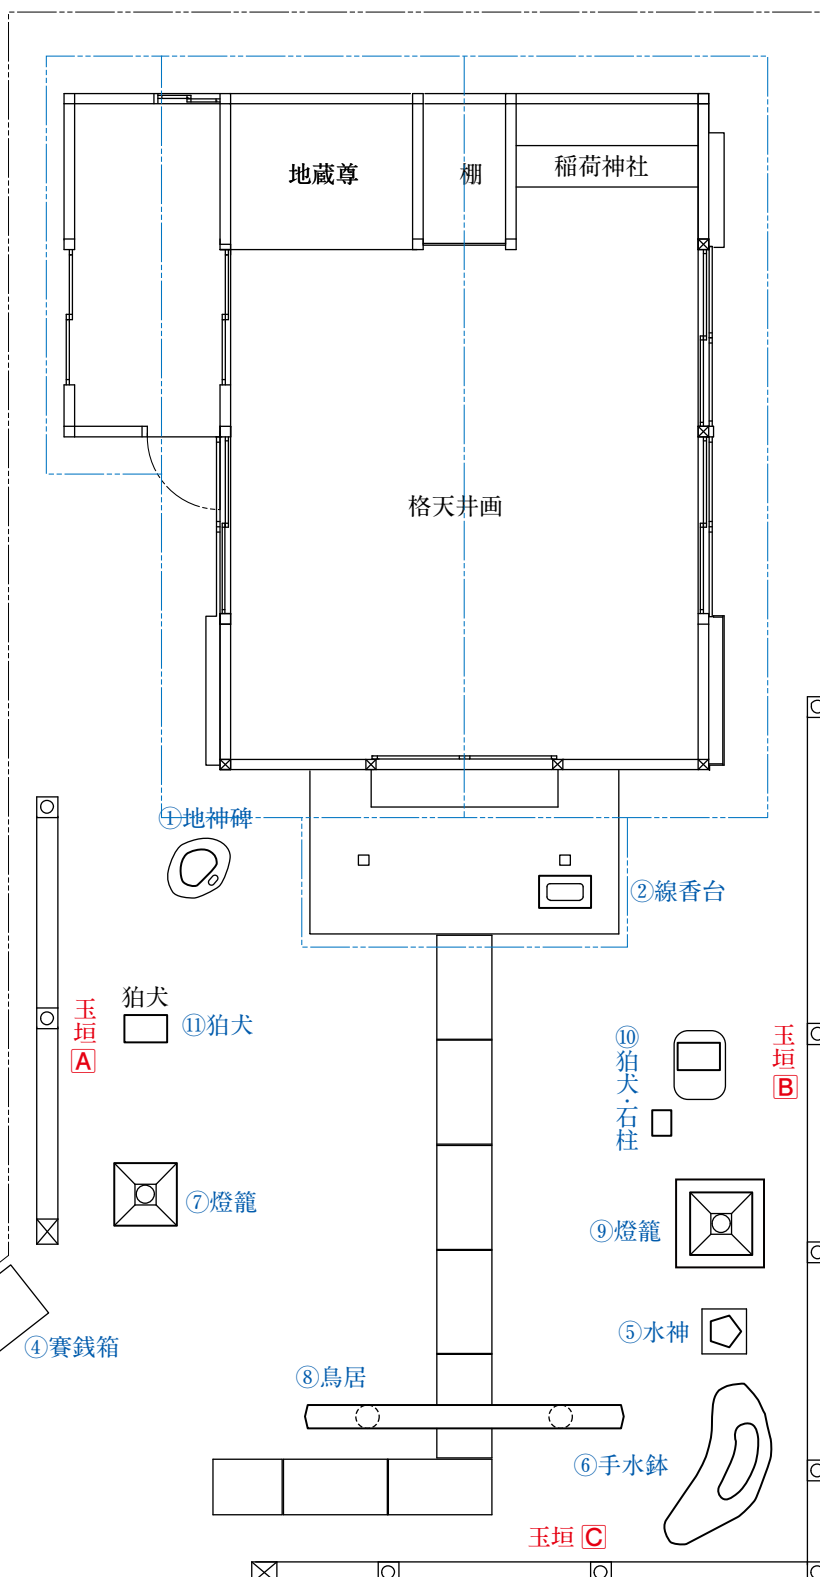 地蔵尊
棚
稲荷神社
格天井画
①地神碑
②線香台
狛犬
⑪狛犬
玉垣 A
⑩狛犬・石柱
玉垣 B
⑦燈籠
⑨燈籠
⑤水神
④賽銭箱
⑧鳥居
⑥手水鉢
玉垣 C